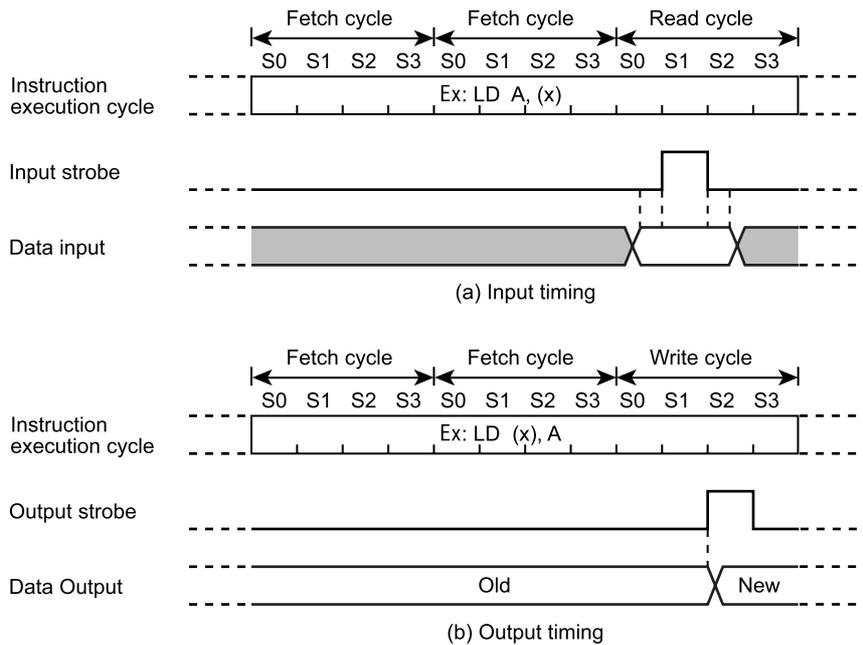 Fetch cycle Fetch cycle Read cycle
S0 S1 S2 S3 S0 S1 S2 S3 S0 S1 S2 S3
Instruction
execution cycle
Ex: LD A, (x)
Input strobe
Data input
(a) Input timing
Fetch cycle Fetch cycle Write cycle
S0 S1 S2 S3 S0 S1 S2 S3 S0 S1 S2 S3
Instruction
execution cycle
Ex: LD (x), A
Output strobe
Data Output Old New
(b) Output timing